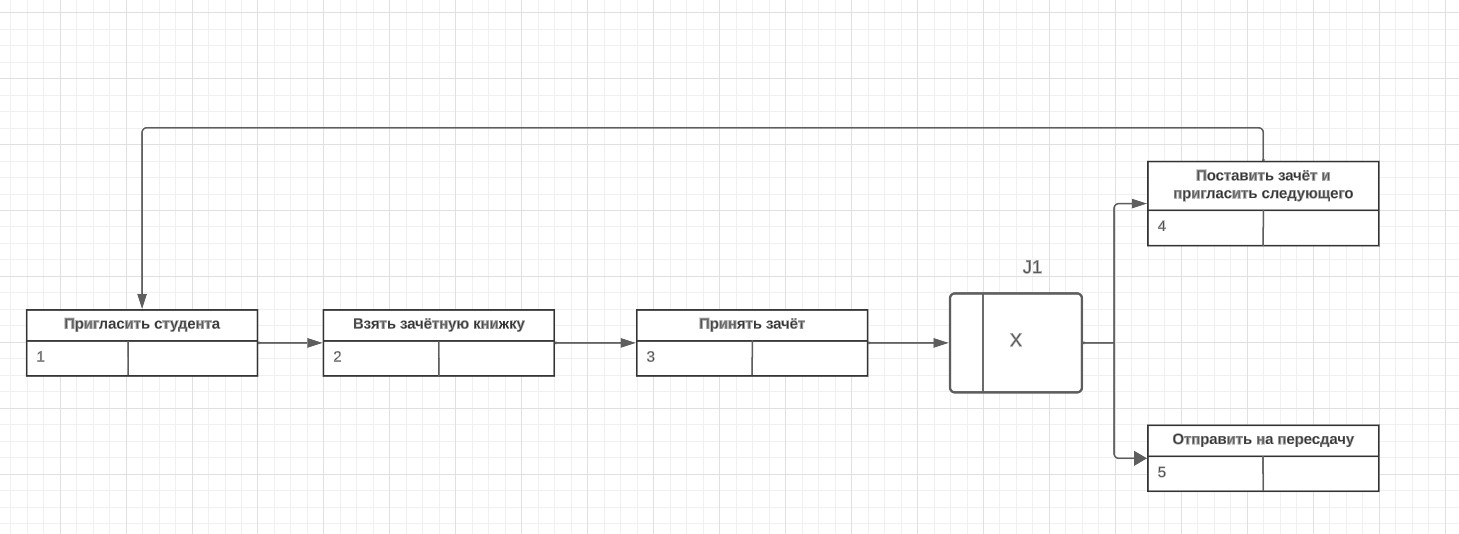 Поставить зачёт и
пригласить следующего
4
J1
Пригласить студента
1
Взять зачётную книжку
2
Принять зачёт
3
X
Отправить на пересдачу
5